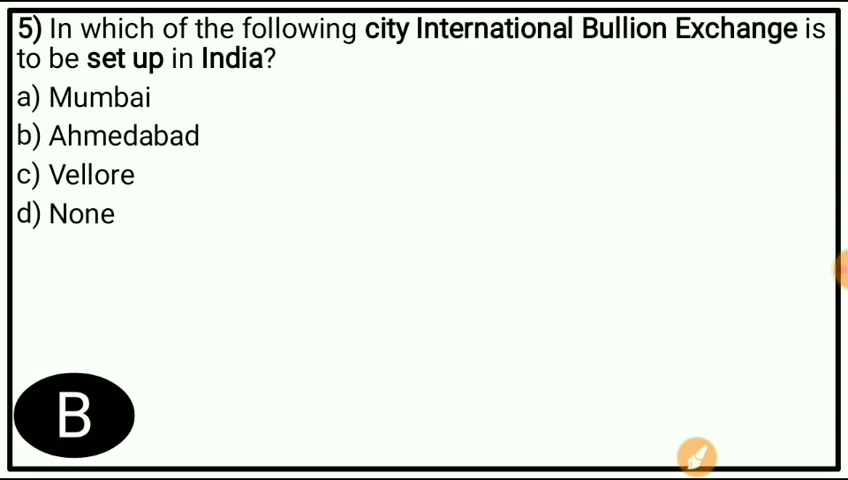 5) In which of the following city International Bullion Exchange is
to be set up in India?
a) Mumbai
b) Ahmedabad
c) Vellore
d) None
B